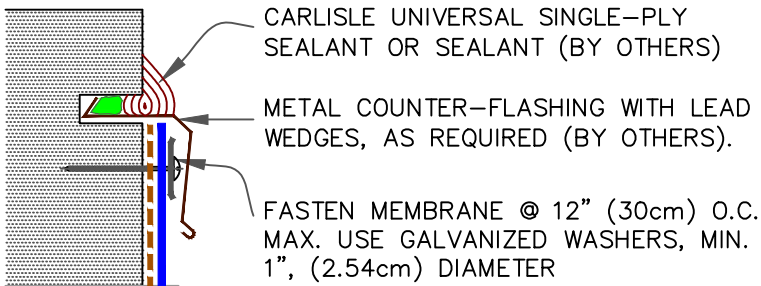 CARLISLE UNIVERSAL SINGLE-PLY
SEALANT OR SEALANT (BY OTHERS)
METAL COUNTER-FLASHING WITH LEAD
WEDGES, AS REQUIRED (BY OTHERS).
FASTEN MEMBRANE @ 12" (30cm) O.C.
MAX. USE GALVANIZED WASHERS, MIN.
1", (2.54cm) DIAMETER